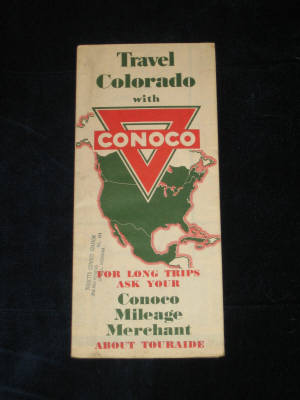 Travel
Colorado
with
CONOCO
FOR LONG TRIPS
ASK YOUR
Conoco
Mileage
Merchant
ABOUT TOURAIDE